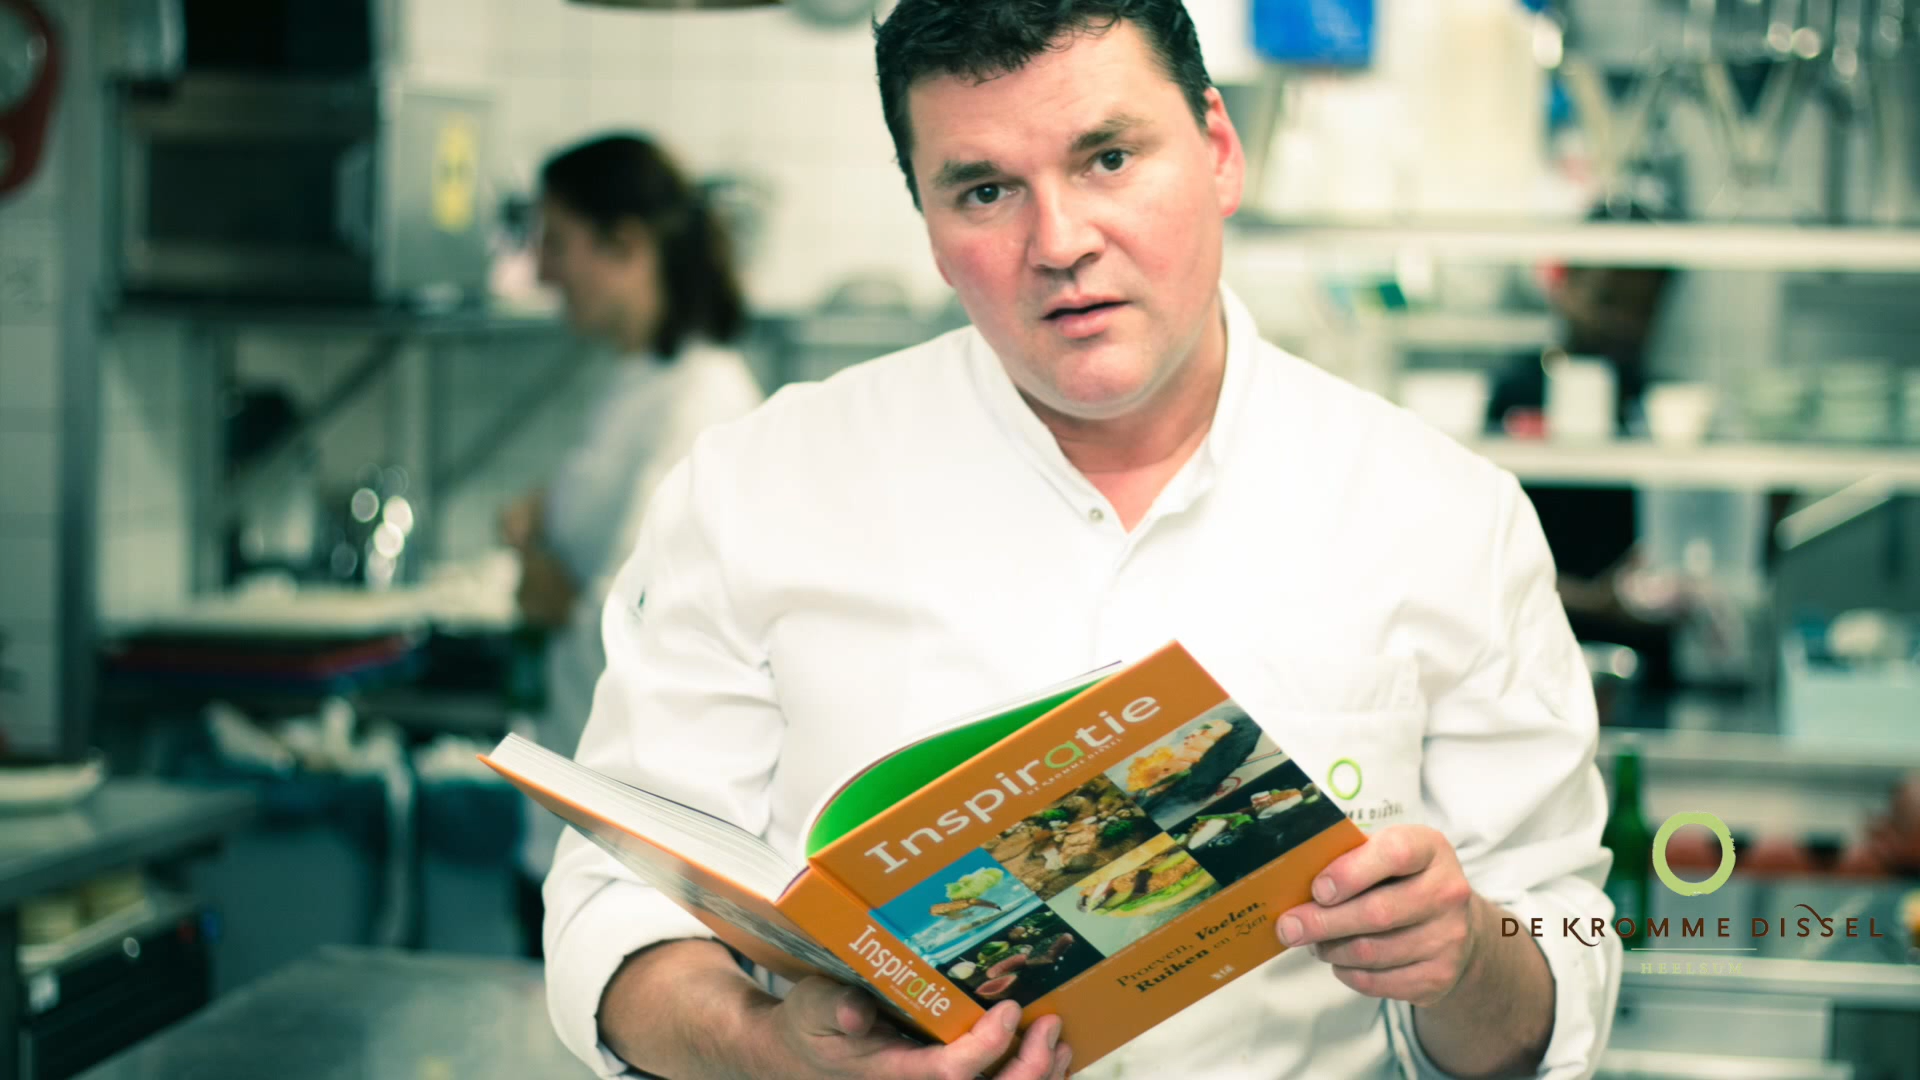 Inspiratie
DE KROMME DISSEL
Proeven, Voelen,
Ruiken en Zien
Inspiratie
DE KROMME DISSEL
HEELSUM